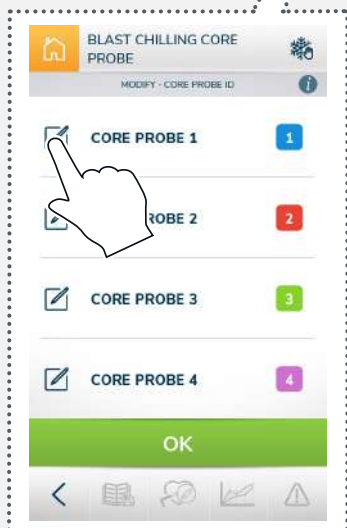 BLAST CHILLING CORE
PROBE
MODIFY - CORE PROBE ID
i
CORE PROBE 1
1
ROBE 2
2
CORE PROBE 3
3
CORE PROBE 4
4
OK